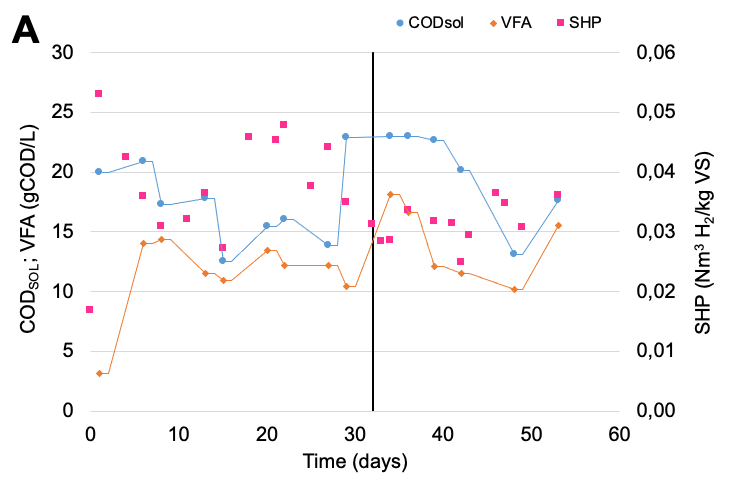 A
CODsol VFA SHP
30 0,06
25 0,05
20 0,04
15 0,03
10 0,02
5 0,01
0 0,00
COD_SOL; VFA (gCOD/L)
SHP (Nm³ H₂/kg VS)
0 10 20 30 40 50 60
Time (days)